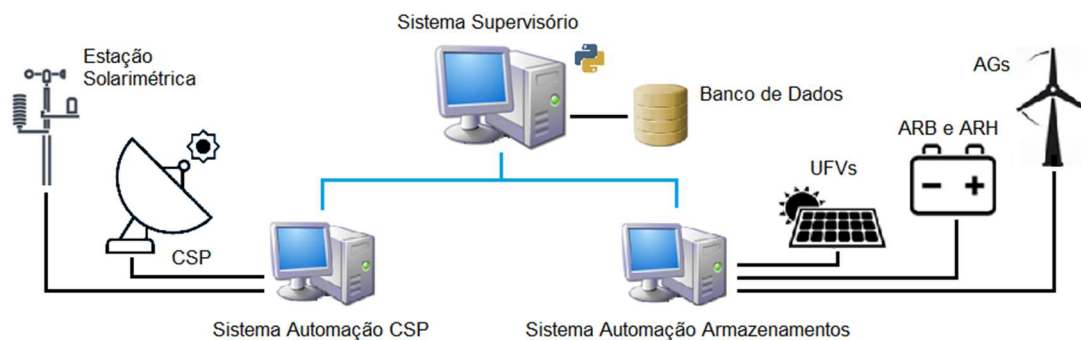 Sistema Supervisório
Estação
Solarimétrica
AGs
Banco de Dados
ARB e ARH
UFVs
CSP
Sistema Automação CSP
Sistema Automação Armazenamentos